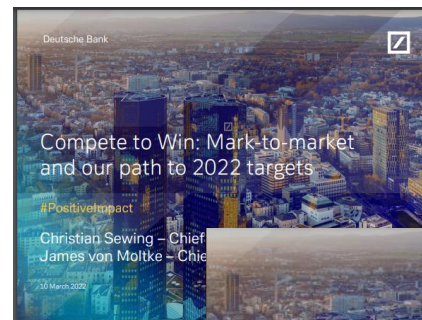 Deutsche Bank
Compete to Win: Mark-to-market
and our path to 2022 targets
#PositiveImpact
Christian Sewing – Chief
James von Moltke – Chie
10 March 2022